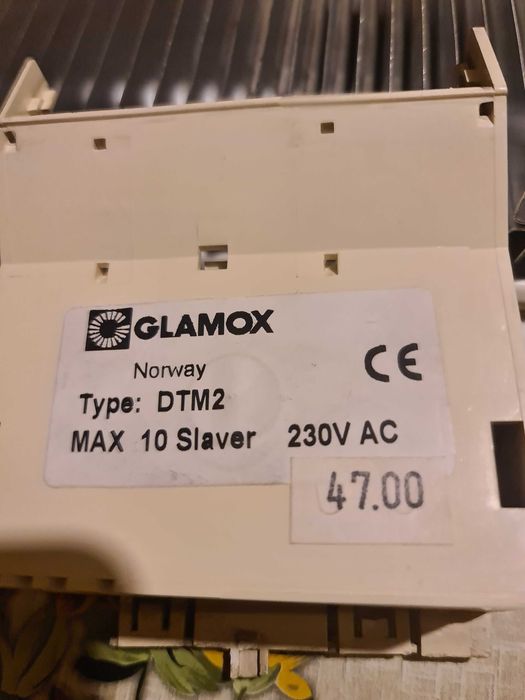 GLAMOX
Norway
CE
Type: DTM2
MAX 10 Slaver 230V AC
47.00